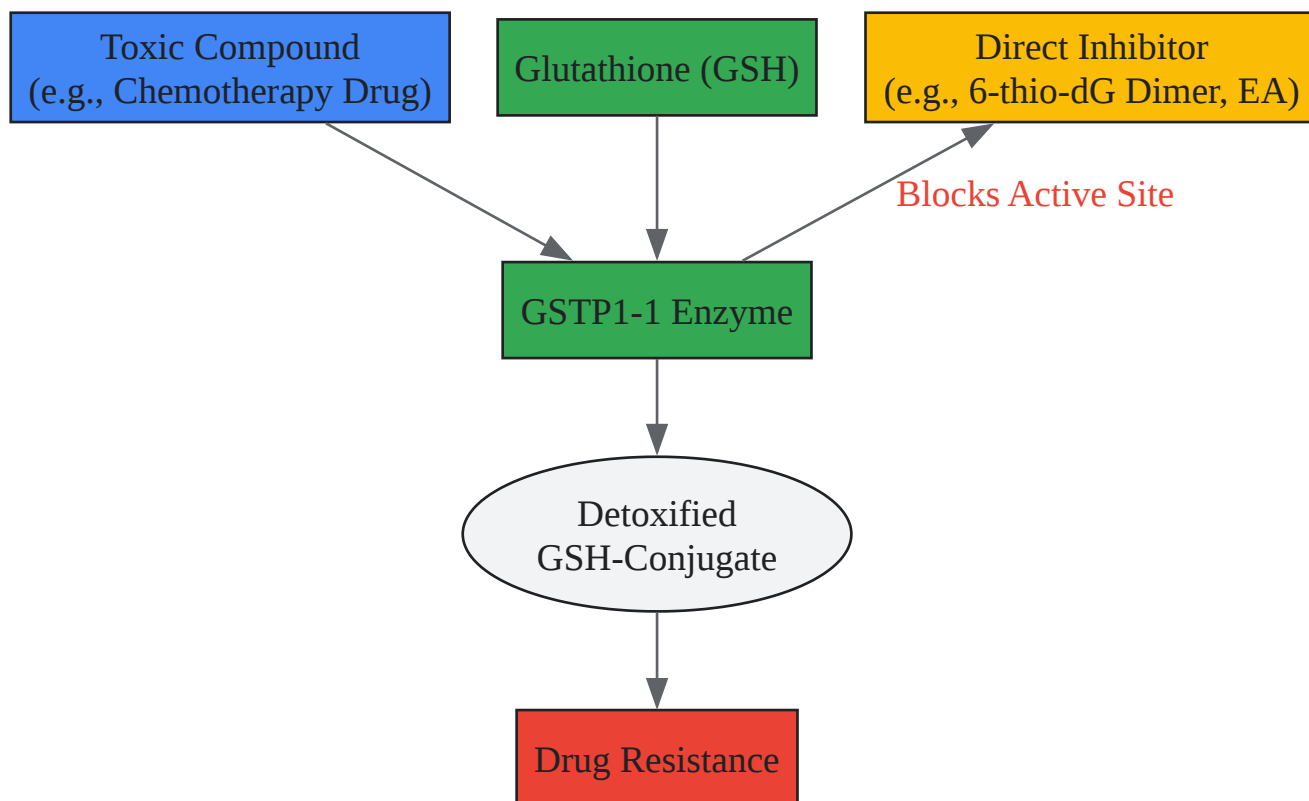 Toxic Compound
(e.g., Chemotherapy Drug)
Glutathione (GSH)
Direct Inhibitor
(e.g., 6-thio-dG Dimer, EA)
Blocks Active Site
GSTP1-1 Enzyme
Detoxified
GSH-Conjugate
Drug Resistance